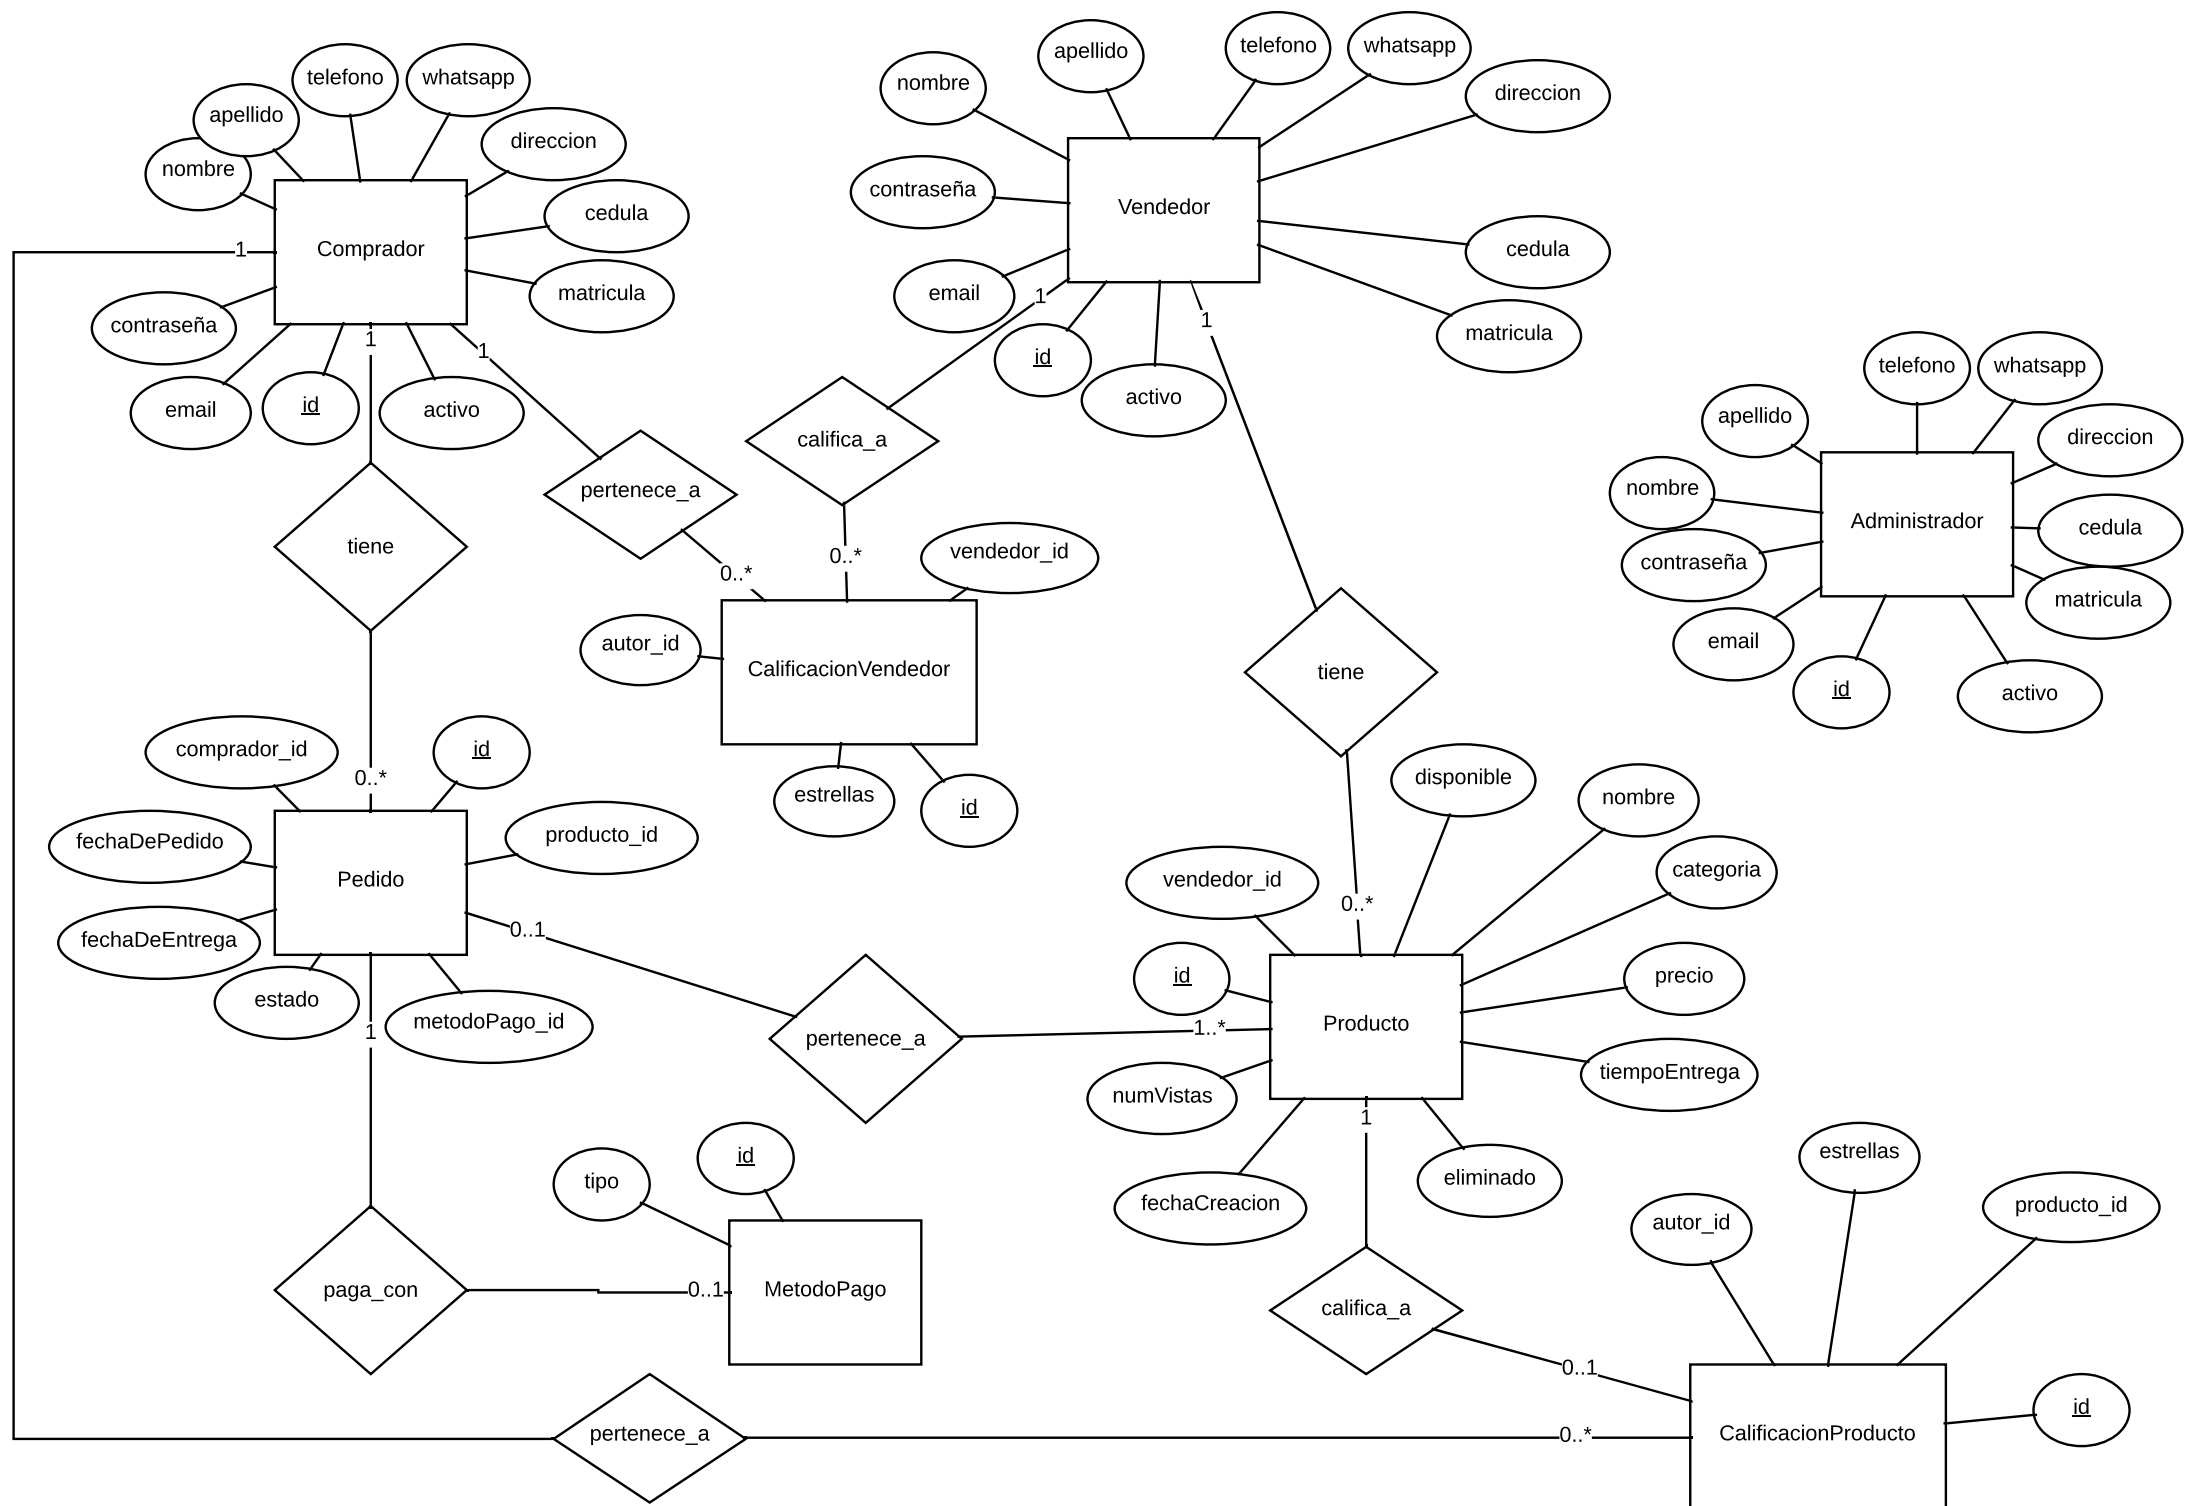 apellido
telefono
whatsapp
nombre
direccion
cedula
matricula
Comprador
1
contraseña
email
id
activo
1
1
nombre
apellido
telefono
whatsapp
direccion
contraseña
Vendedor
cedula
email
matricula
id
activo
1
1
califica_a
pertenece_a
tiene
0..*
0..*
vendedor_id
autor_id
CalificacionVendedor
estrellas
id
tiene
telefono
whatsapp
apellido
direccion
nombre
Administrador
cedula
contraseña
matricula
email
id
activo
comprador_id
id
0..*
fechaDePedido
producto_id
Pedido
fechaDeEntrega
0..1
estado
metodoPago_id
1
pertenece_a
1..*
disponible
nombre
vendedor_id
categoria
0..*
id
precio
Producto
numVistas
tiempoEntrega
1
fechaCreacion
eliminado
tipo
id
paga_con
0..1
MetodoPago
califica_a
estrellas
autor_id
producto_id
0..1
id
pertenece_a
0..*
CalificacionProducto